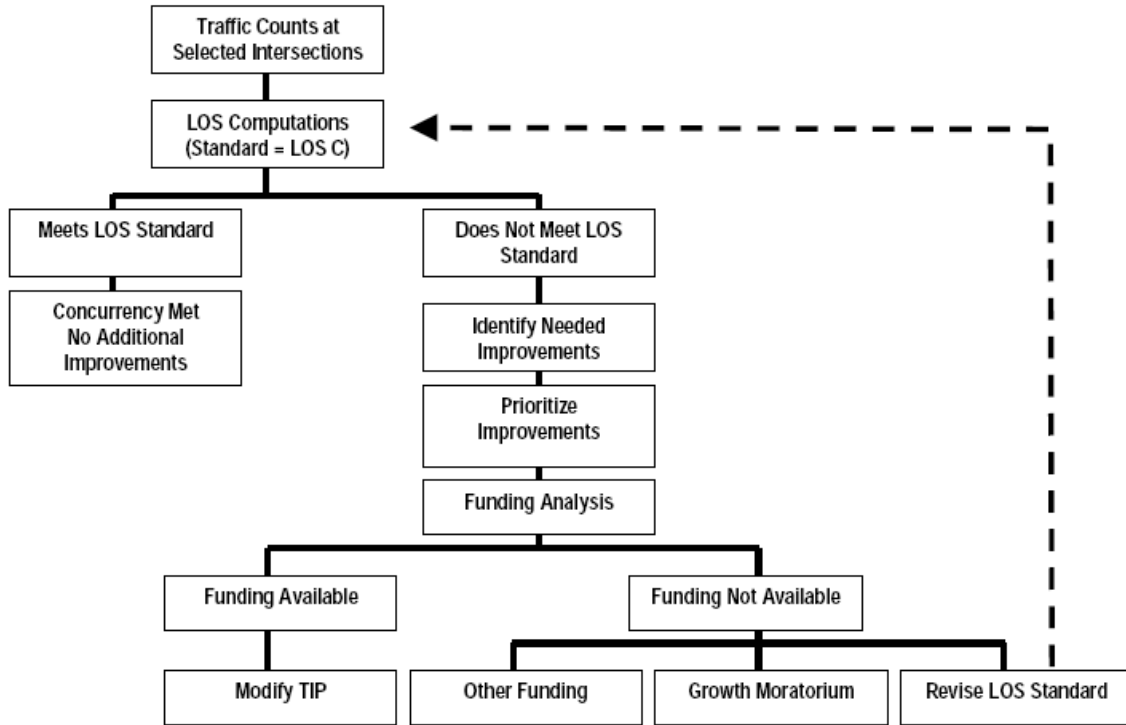 Traffic Counts at
Selected Intersections
LOS Computations
(Standard = LOS C)
Meets LOS Standard
Does Not Meet LOS
Standard
Concurrency Met
No Additional
Improvements
Identify Needed
Improvements
Prioritize
Improvements
Funding Analysis
Funding Available
Funding Not Available
Modify TIP
Other Funding
Growth Moratorium
Revise LOS Standard